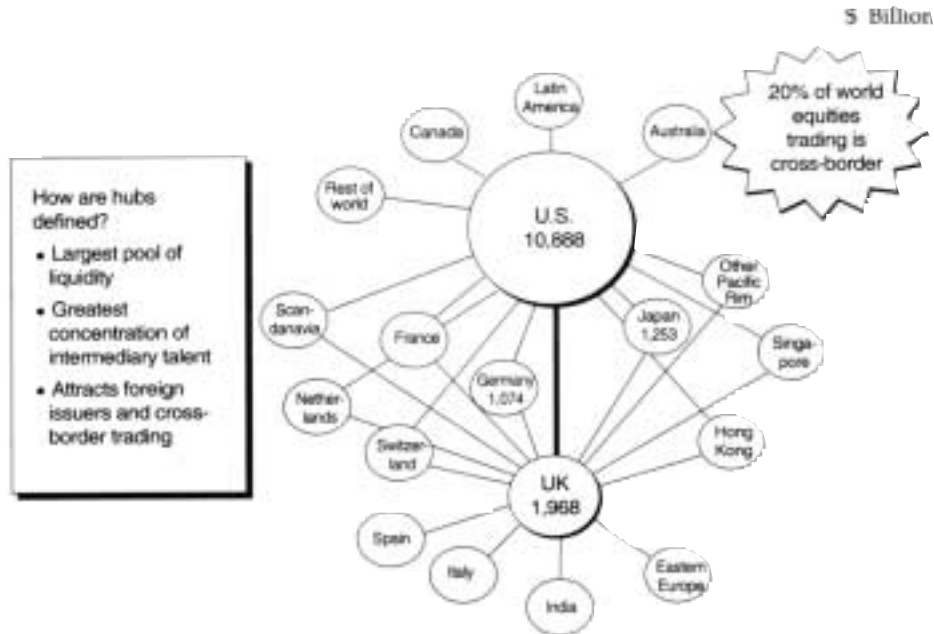 $ Billion
20% of world
equities
trading is
cross-border
Latin
America
Canada
Australia
Rest of
world
U.S.
10,888
How are hubs
defined?
• Largest pool of
liquidity
• Greatest
concentration of
intermediary talent
• Attracts foreign
issuers and cross-
border trading
Other
Pacific
Rim
Scan-
danavia
France
Japan
1,253
Singa-
pore
Germany
1,074
Nether-
lands
Switzer-
land
Hong
Kong
UK
1,968
Spain
Italy
India
Eastern
Europe